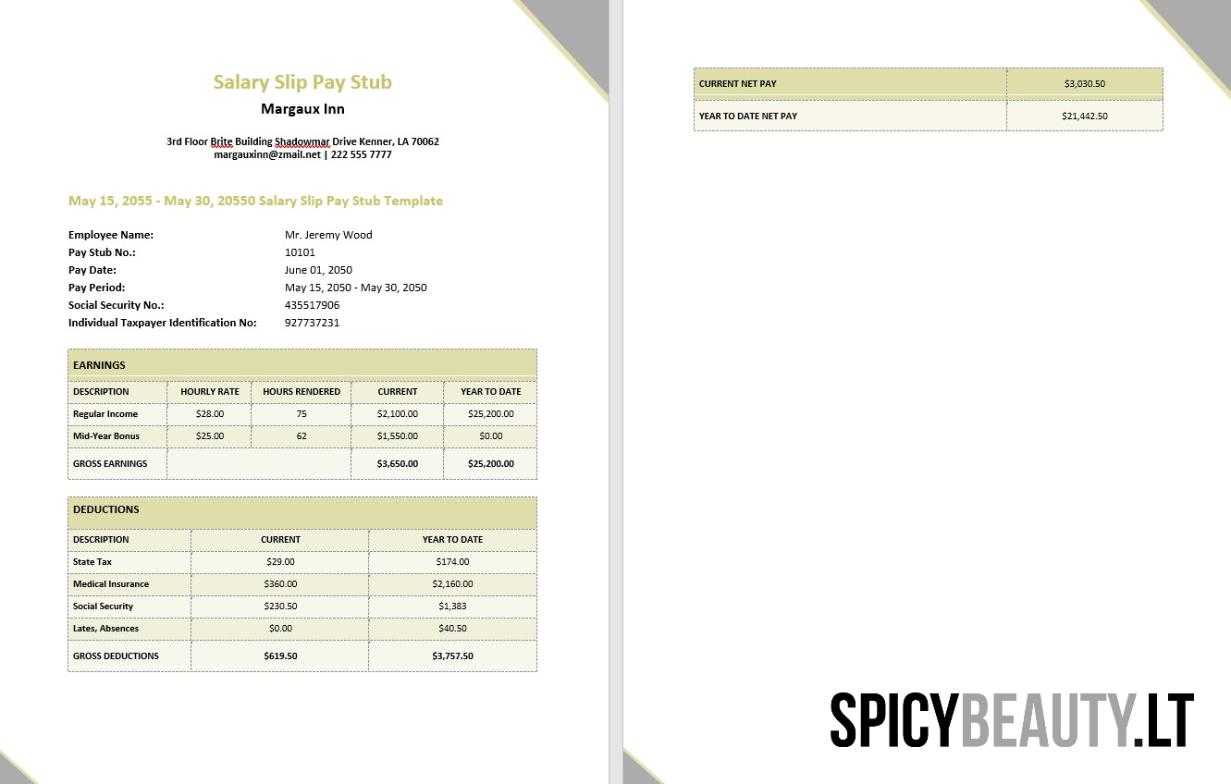 Salary Slip Pay Stub
Margaux Inn
3rd Floor Brite Building Shadowmar Drive Kenner, LA 70062
margauxinn@zmail.net | 222 555 7777
May 15, 2055 - May 30, 20550 Salary Slip Pay Stub Template
Employee Name: Mr. Jeremy Wood
Pay Stub No.: 10101
Pay Date: June 01, 2050
Pay Period: May 15, 2050 - May 30, 2050
Social Security No.: 435517906
Individual Taxpayer Identification No: 927737231
EARNINGS
DESCRIPTION HOURLY RATE HOURS RENDERED CURRENT YEAR TO DATE
Regular Income $28.00 75 $2,100.00 $25,200.00
Mid-Year Bonus $25.00 62 $1,550.00 $0.00
GROSS EARNINGS $3,650.00 $25,200.00
DEDUCTIONS
DESCRIPTION CURRENT YEAR TO DATE
State Tax $29.00 $174.00
Medical Insurance $360.00 $2,160.00
Social Security $230.50 $1,383
Lates, Absences $0.00 $40.50
GROSS DEDUCTIONS $619.50 $3,757.50
CURRENT NET PAY $3,030.50
YEAR TO DATE NET PAY $21,442.50
SPICYBEAUTY.LT